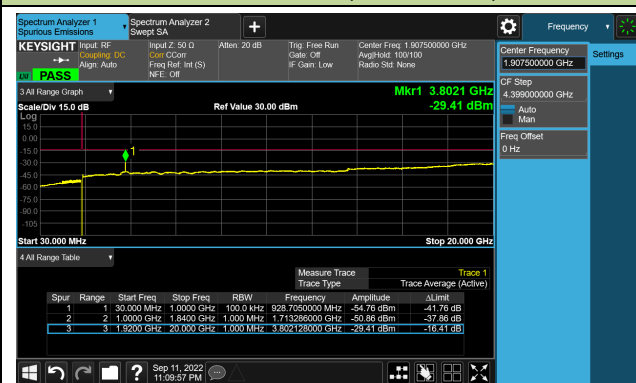 Spectrum Analyzer 1
Spurious Emissions
Spectrum Analyzer 2
Swept SA
Frequency
KEYSIGHT
Input: RF
Coupling: DC
Align: Auto
Input Z: 50 Ω
Corr CCorr
Freq Ref: Int (S)
NFE: Off
Atten: 20 dB
Trig: Free Run
Gate: Off
IF Gain: Low
Center Freq: 1.907500000 GHz
Avg|Hold: 100/100
Radio Std: None
PASS
Center Frequency
1.907500000 GHz
Settings
CF Step
4.399000000 GHz
Auto
Man
Freq Offset
0 Hz
3 All Range Graph
Mkr1 3.8021 GHz
Scale/Div 15.0 dB
Ref Value 30.00 dBm
-29.41 dBm
Log
15.0
0.00
-15.0
-30.0
-45.0
-60.0
-75.0
-90.0
-105
1
Start 30.000 MHz
Stop 20.000 GHz
4 All Range Table
Measure Trace Trace 1
Trace Type Trace Average (Active)
Spur Range Start Freq Stop Freq RBW Frequency Amplitude ΔLimit
1 1 30.000 MHz 1.0000 GHz 100.0 kHz 928.7050000 MHz -54.76 dBm -41.76 dB
2 2 1.0000 GHz 1.8400 GHz 1.000 MHz 1.713286000 GHz -50.86 dBm -37.86 dB
3 3 1.9200 GHz 20.000 GHz 1.000 MHz 3.802128000 GHz -29.41 dBm -16.41 dB
Sep 11, 2022
11:09:57 PM